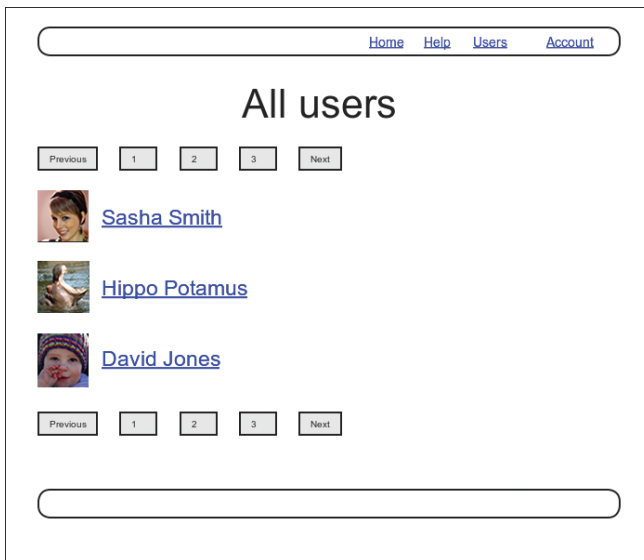 Home Help Users Account
All users
Previous 1 2 3 Next
Sasha Smith
Hippo Potamus
David Jones
Previous 1 2 3 Next